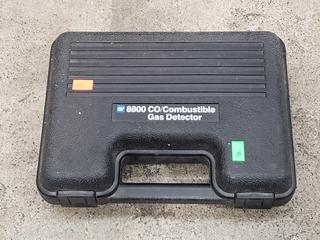 8800 CO/Combustible
Gas Detector